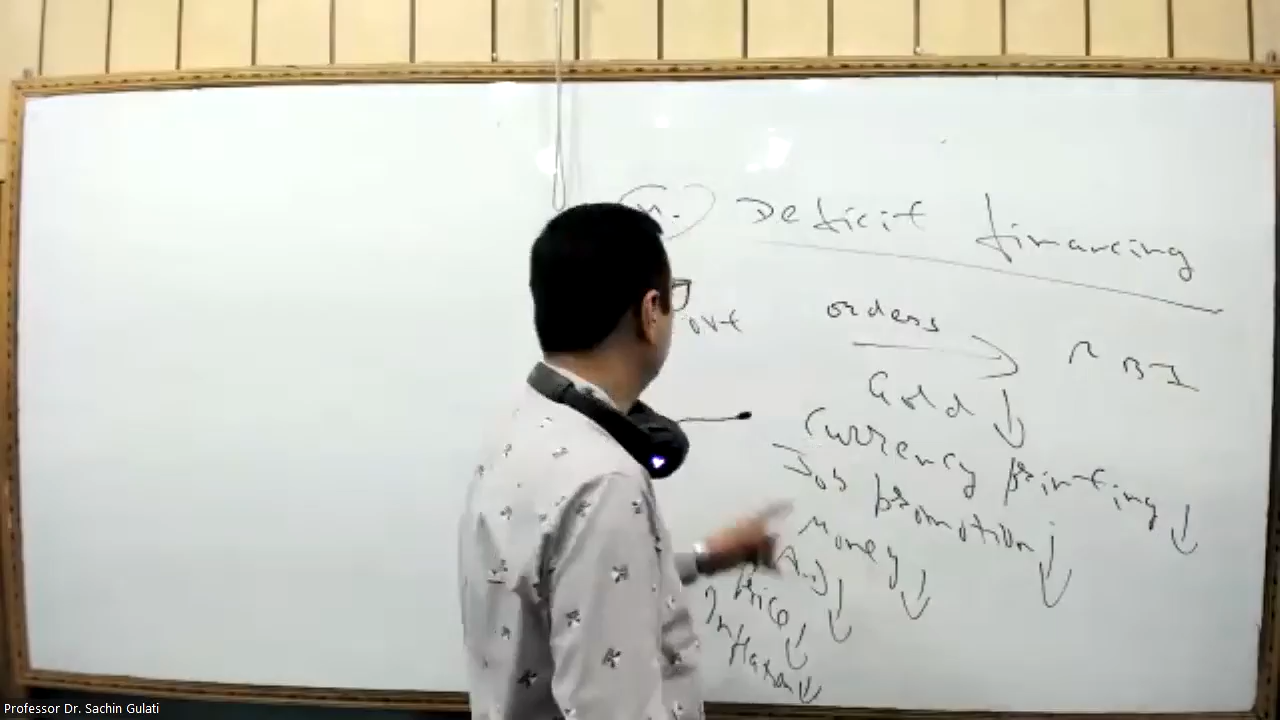 Deficit financing
orders
RBI
Gold ↓
Currency printing ↓
Job promotion ↓
Money ↓
A.D ↓
Price ↓
Inflation ↓
Professor Dr. Sachin Gulati